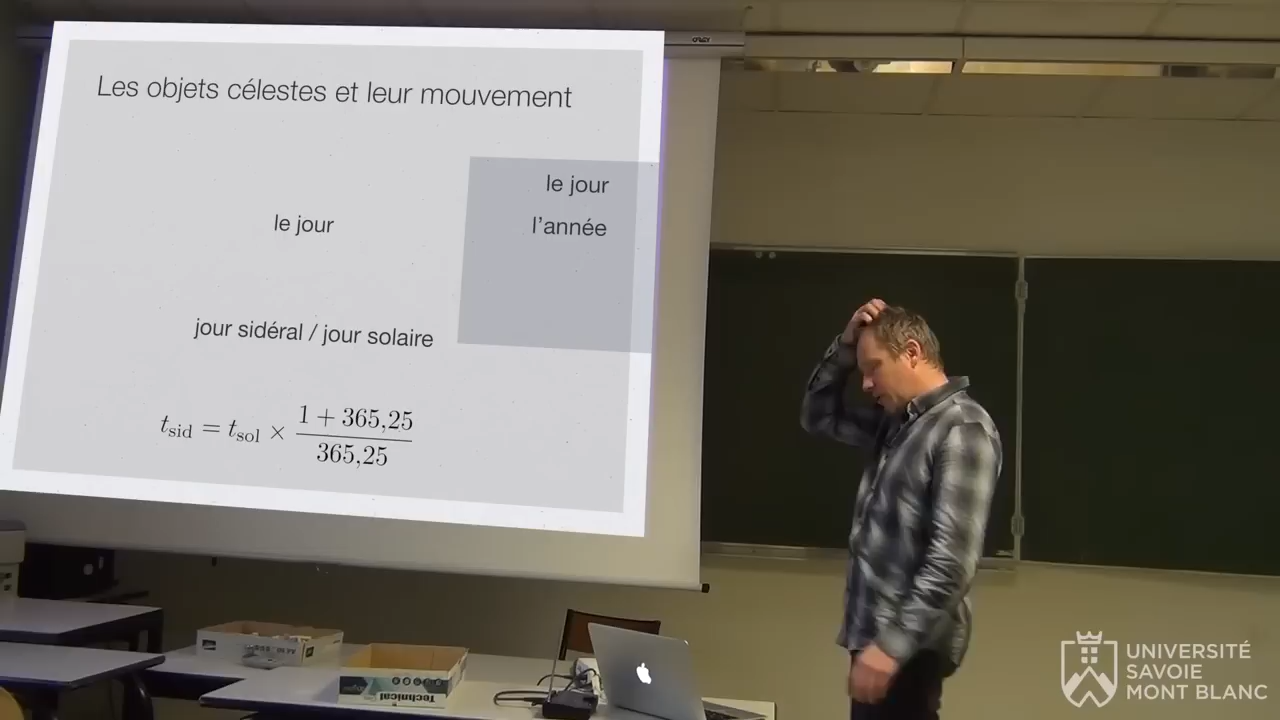 Les objets célestes et leur mouvement
le jour
l'année
le jour
jour sidéral / jour solaire
t_sid = t_sol × (1 + 365,25) / 365,25
Technical
UNIVERSITÉ
SAVOIE
MONT BLANC